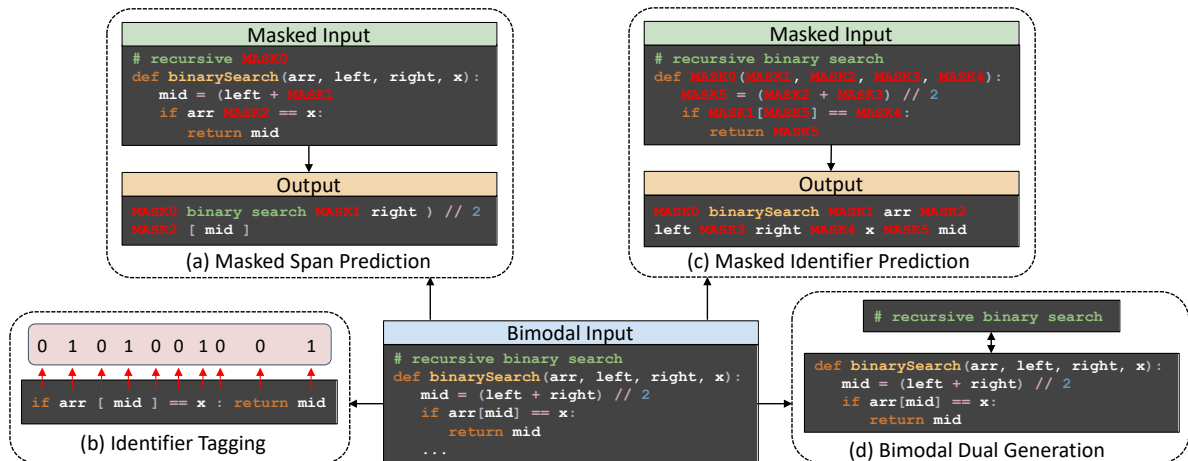 Masked Input
# recursive MASK0
def binarySearch(arr, left, right, x):
mid = (left + MASK1
if arr MASK2 == x:
return mid
Output
MASK0 binary search MASK1 right ) // 2
MASK2 [ mid ]
(a) Masked Span Prediction
Masked Input
# recursive binary search
def MASK0(MASK1, MASK2, MASK3, MASK4):
MASK5 = (MASK2 + MASK3) // 2
if MASK1[MASK5] == MASK4:
return MASK5
Output
MASK0 binarySearch MASK1 arr MASK2
left MASK3 right MASK4 x MASK5 mid
(c) Masked Identifier Prediction
0 1 0 1 0 0 1 0 0 1
if arr [ mid ] == x : return mid
(b) Identifier Tagging
Bimodal Input
# recursive binary search
def binarySearch(arr, left, right, x):
mid = (left + right) // 2
if arr[mid] == x:
return mid
...
# recursive binary search
def binarySearch(arr, left, right, x):
mid = (left + right) // 2
if arr[mid] == x:
return mid
(d) Bimodal Dual Generation